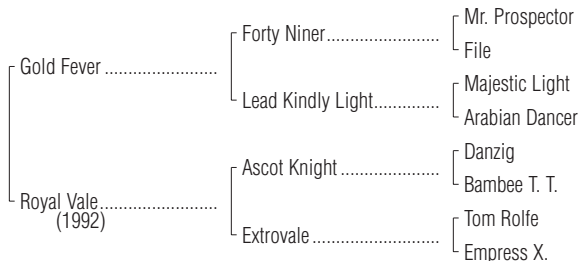 Mr. Prospector
Forty Niner........................
File
Gold Fever ........................
Majestic Light
Lead Kindly Light..............
Arabian Dancer
Danzig
Ascot Knight .....................
Bambee T. T.
Royal Vale.........................
(1992)
Tom Rolfe
Extrovale ...........................
Empress X.